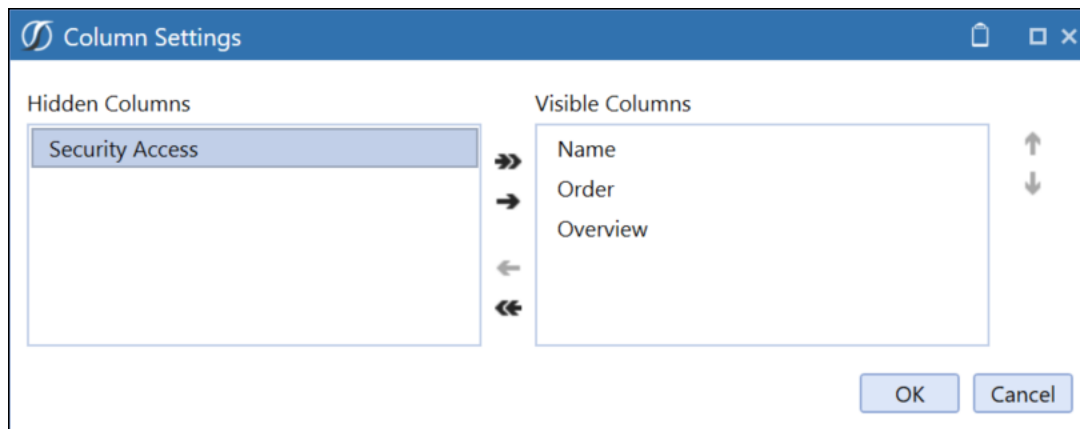 Column Settings
Hidden Columns
Security Access
Visible Columns
Name
Order
Overview
OK
Cancel